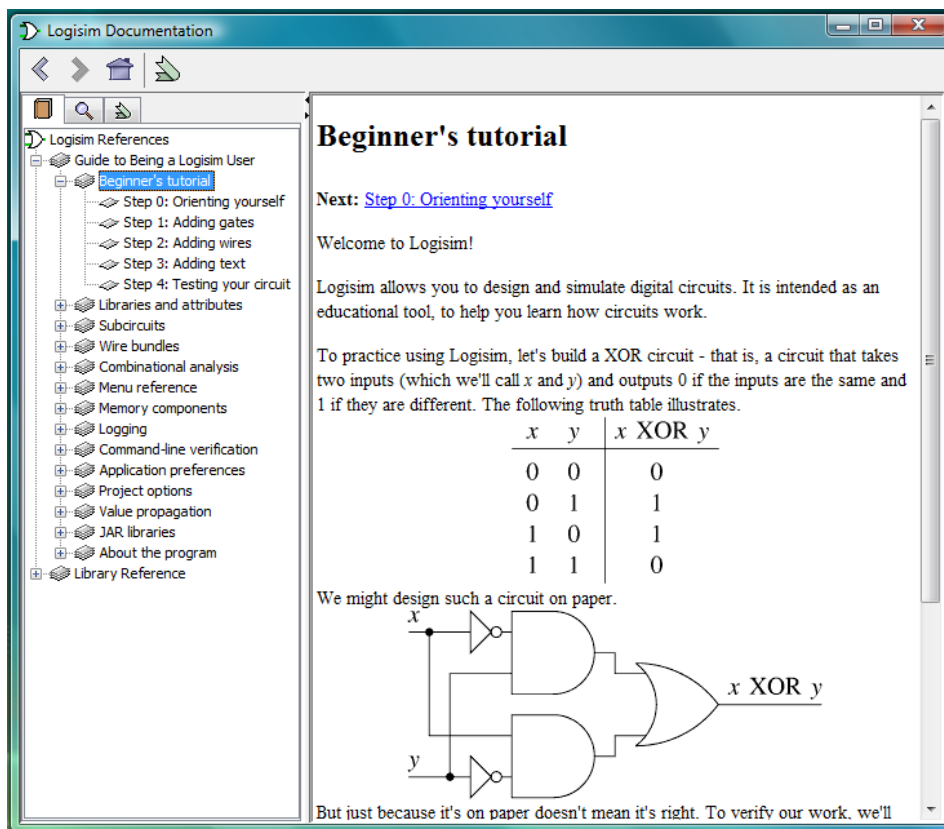 Logisim Documentation
Logisim References
Guide to Being a Logisim User
Beginner's tutorial
Step 0: Orienting yourself
Step 1: Adding gates
Step 2: Adding wires
Step 3: Adding text
Step 4: Testing your circuit
Libraries and attributes
Subcircuits
Wire bundles
Combinational analysis
Menu reference
Memory components
Logging
Command-line verification
Application preferences
Project options
Value propagation
JAR libraries
About the program
Library Reference
Beginner's tutorial
Next: Step 0: Orienting yourself
Welcome to Logisim!
Logisim allows you to design and simulate digital circuits. It is intended as an
educational tool, to help you learn how circuits work.
To practice using Logisim, let's build a XOR circuit - that is, a circuit that takes
two inputs (which we'll call x and y) and outputs 0 if the inputs are the same and
1 if they are different. The following truth table illustrates.
x y x XOR y
0 0 0
0 1 1
1 0 1
1 1 0
We might design such a circuit on paper.
x
x XOR y
y
But just because it's on paper doesn't mean it's right. To verify our work, we'll